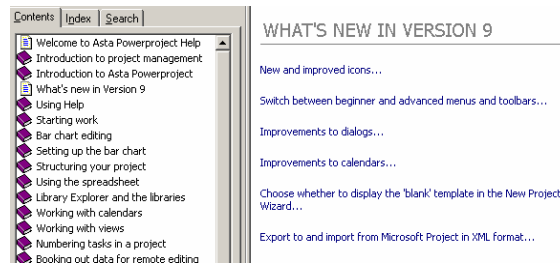 Contents Index Search
Welcome to Asta Powerproject Help
Introduction to project management
Introduction to Asta Powerproject
What's new in Version 9
Using Help
Starting work
Bar chart editing
Setting up the bar chart
Structuring your project
Using the spreadsheet
Library Explorer and the libraries
Working with calendars
Working with views
Numbering tasks in a project
Booking out data for remote editing
WHAT'S NEW IN VERSION 9
New and improved icons...
Switch between beginner and advanced menus and toolbars...
Improvements to dialogs...
Improvements to calendars...
Choose whether to display the 'blank' template in the New Project
Wizard...
Export to and import from Microsoft Project in XML format...